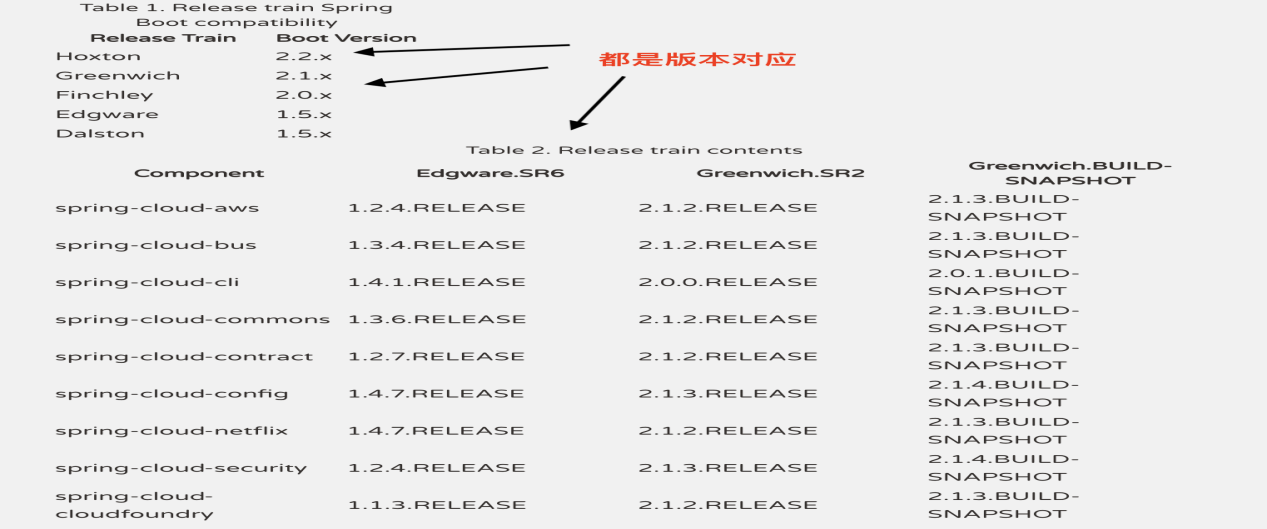 Table 1. Release train Spring
Boot compatibility
Release Train Boot Version
Hoxton 2.2.x
Greenwich 2.1.x
Finchley 2.0.x
Edgware 1.5.x
Dalston 1.5.x
都是版本对应
Table 2. Release train contents
Component Edgware.SR6 Greenwich.SR2 Greenwich.BUILD-
SNAPSHOT
spring-cloud-aws 1.2.4.RELEASE 2.1.2.RELEASE 2.1.3.BUILD-
SNAPSHOT
spring-cloud-bus 1.3.4.RELEASE 2.1.2.RELEASE 2.1.3.BUILD-
SNAPSHOT
spring-cloud-cli 1.4.1.RELEASE 2.0.0.RELEASE 2.0.1.BUILD-
SNAPSHOT
spring-cloud-commons 1.3.6.RELEASE 2.1.2.RELEASE 2.1.3.BUILD-
SNAPSHOT
spring-cloud-contract 1.2.7.RELEASE 2.1.2.RELEASE 2.1.3.BUILD-
SNAPSHOT
spring-cloud-config 1.4.7.RELEASE 2.1.3.RELEASE 2.1.4.BUILD-
SNAPSHOT
spring-cloud-netflix 1.4.7.RELEASE 2.1.2.RELEASE 2.1.3.BUILD-
SNAPSHOT
spring-cloud-security 1.2.4.RELEASE 2.1.3.RELEASE 2.1.4.BUILD-
SNAPSHOT
spring-cloud- 1.1.3.RELEASE 2.1.2.RELEASE 2.1.3.BUILD-
cloudfoundry SNAPSHOT